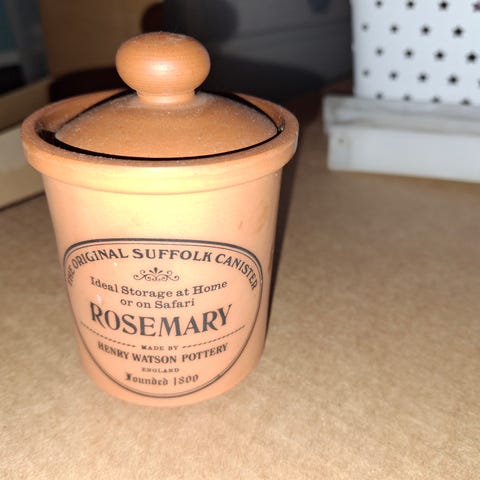 THE ORIGINAL SUFFOLK CANISTER
Ideal Storage at Home
or on Safari
ROSEMARY
MADE BY
HENRY WATSON POTTERY
ENGLAND
Founded 1800